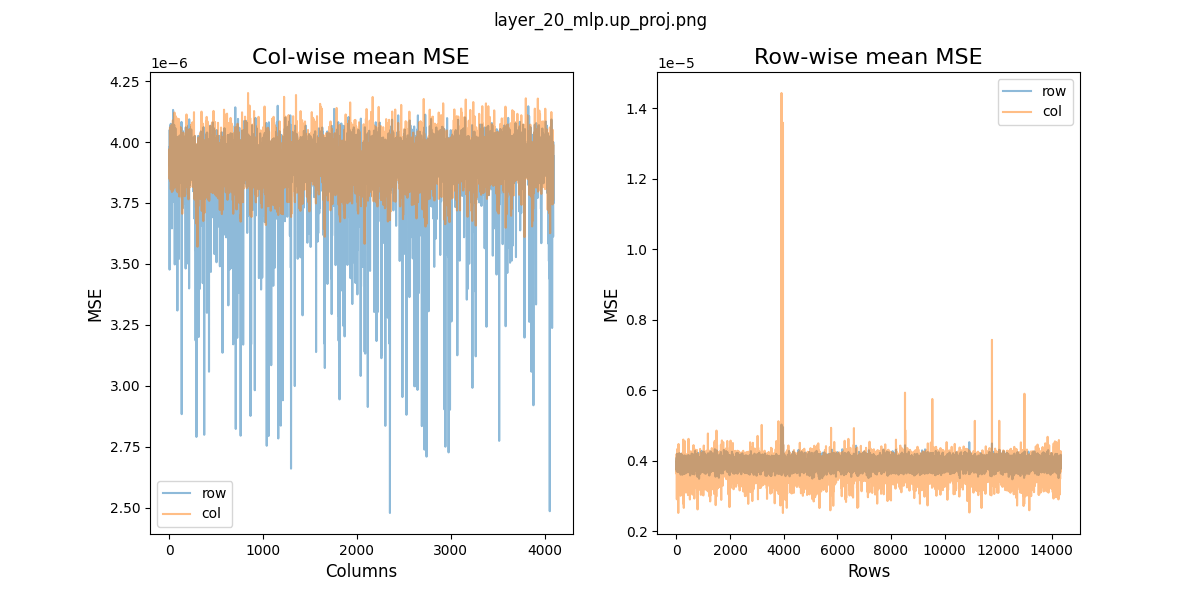 layer_20_mlp.up_proj.png
Col-wise mean MSE
1e−6
4.25
4.00
3.75
3.50
3.25
3.00
2.75
2.50
MSE
0
1000
2000
3000
4000
Columns
row
col
Row-wise mean MSE
1e−5
1.4
1.2
1.0
0.8
0.6
0.4
0.2
MSE
0
2000
4000
6000
8000
10000
12000
14000
Rows
row
col